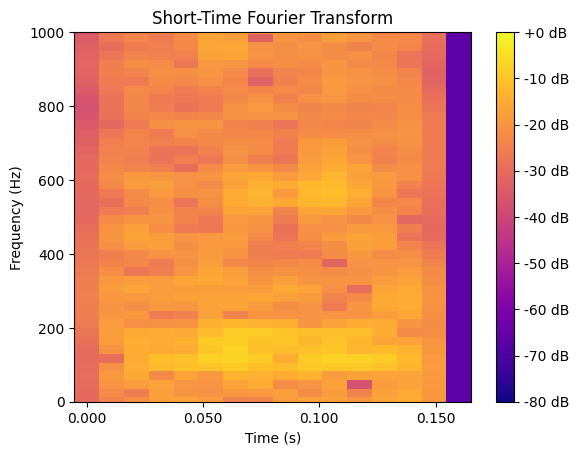 Short-Time Fourier Transform
1000
800
600
400
200
0
Frequency (Hz)
0.000
0.050
0.100
0.150
Time (s)
+0 dB
-10 dB
-20 dB
-30 dB
-40 dB
-50 dB
-60 dB
-70 dB
-80 dB